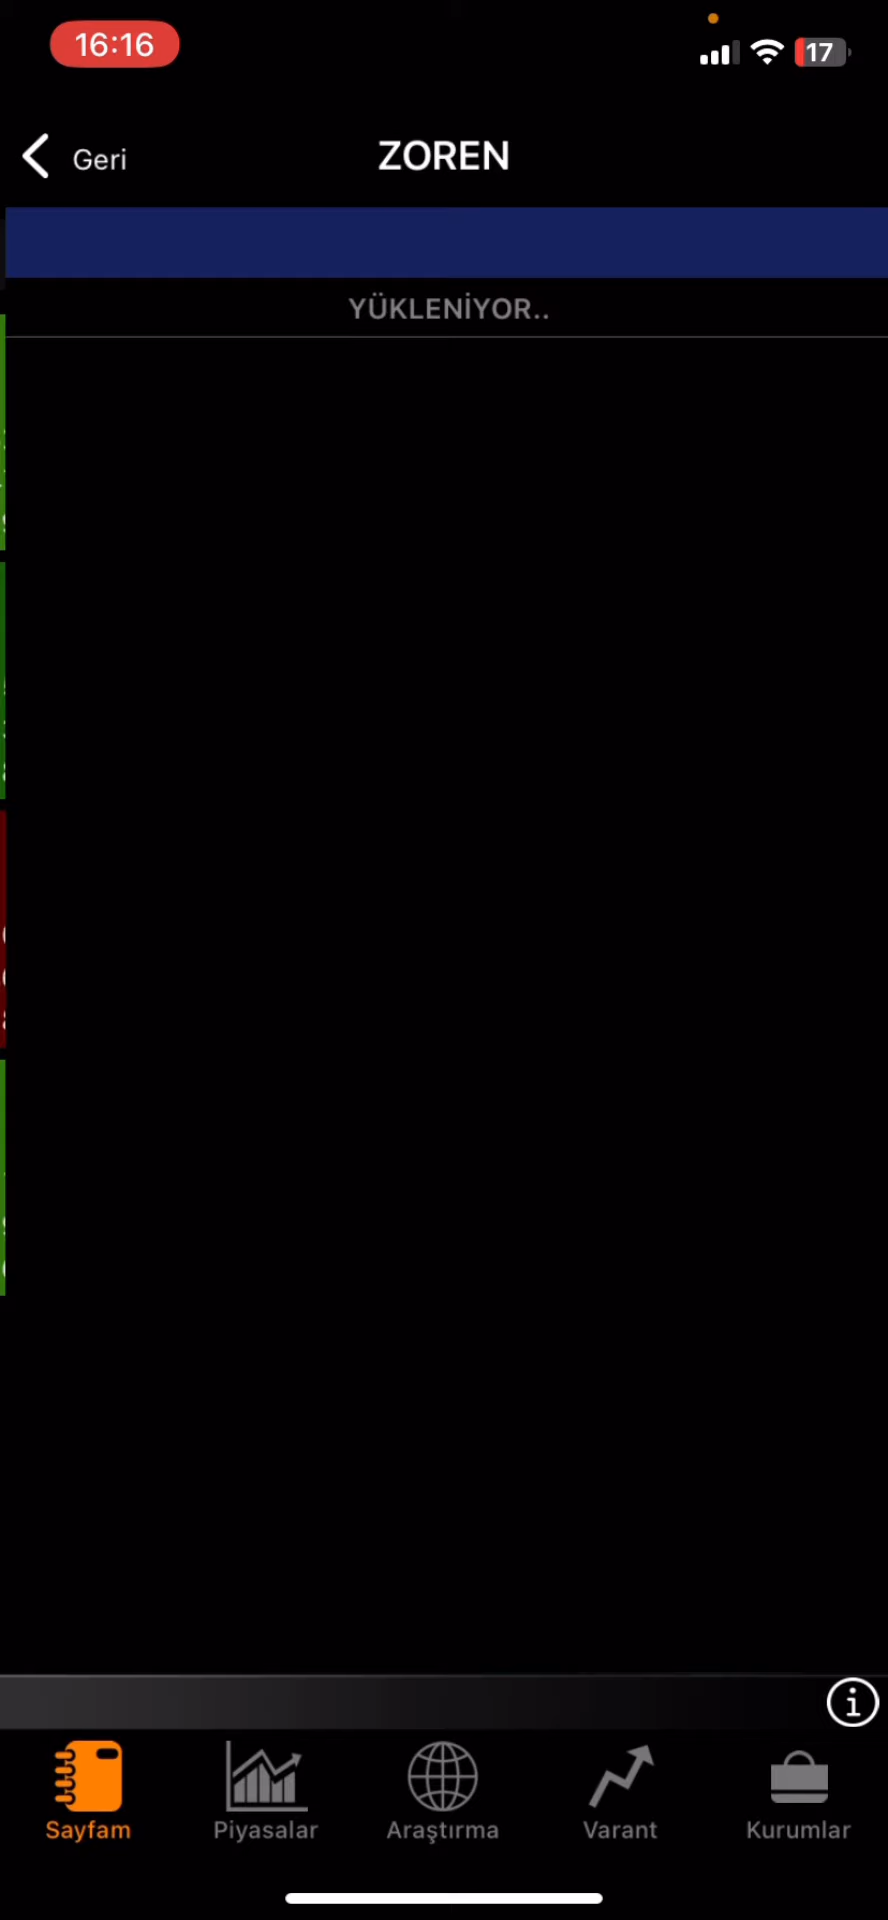 16:16
17
Geri
ZOREN
YÜKLENİYOR..
Sayfam
Piyasalar
Araştırma
Varant
Kurumlar